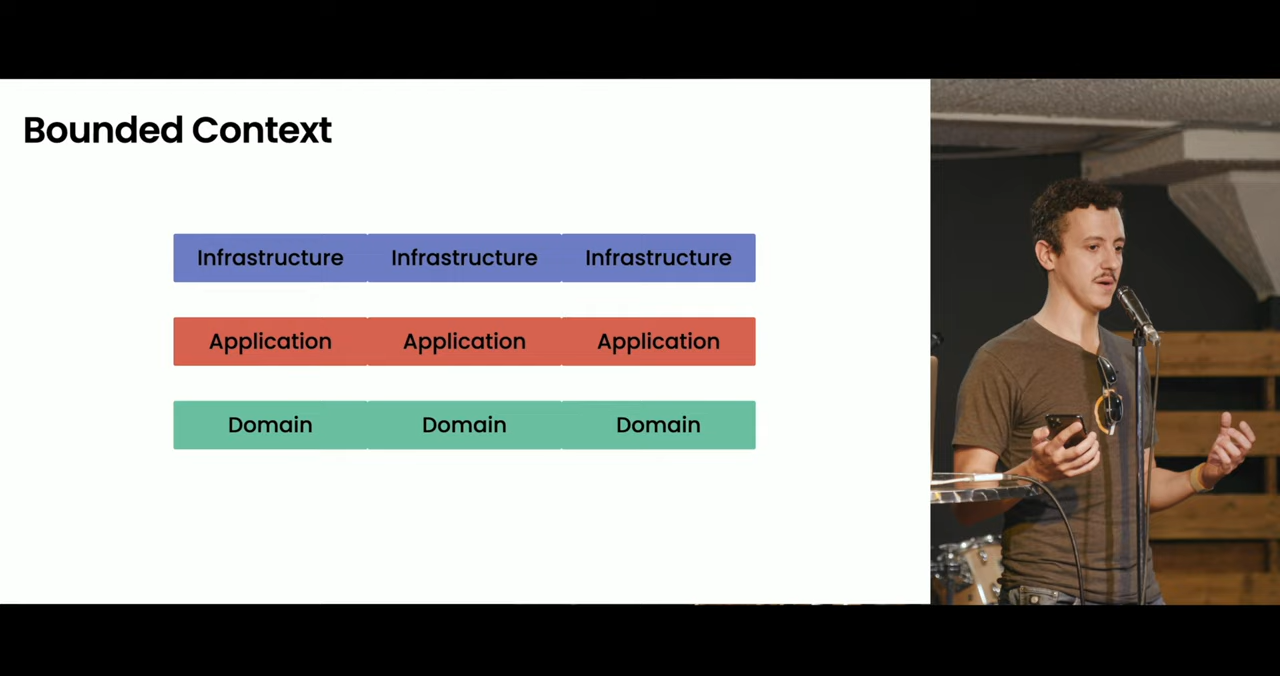 Bounded Context
Infrastructure Infrastructure Infrastructure
Application Application Application
Domain Domain Domain